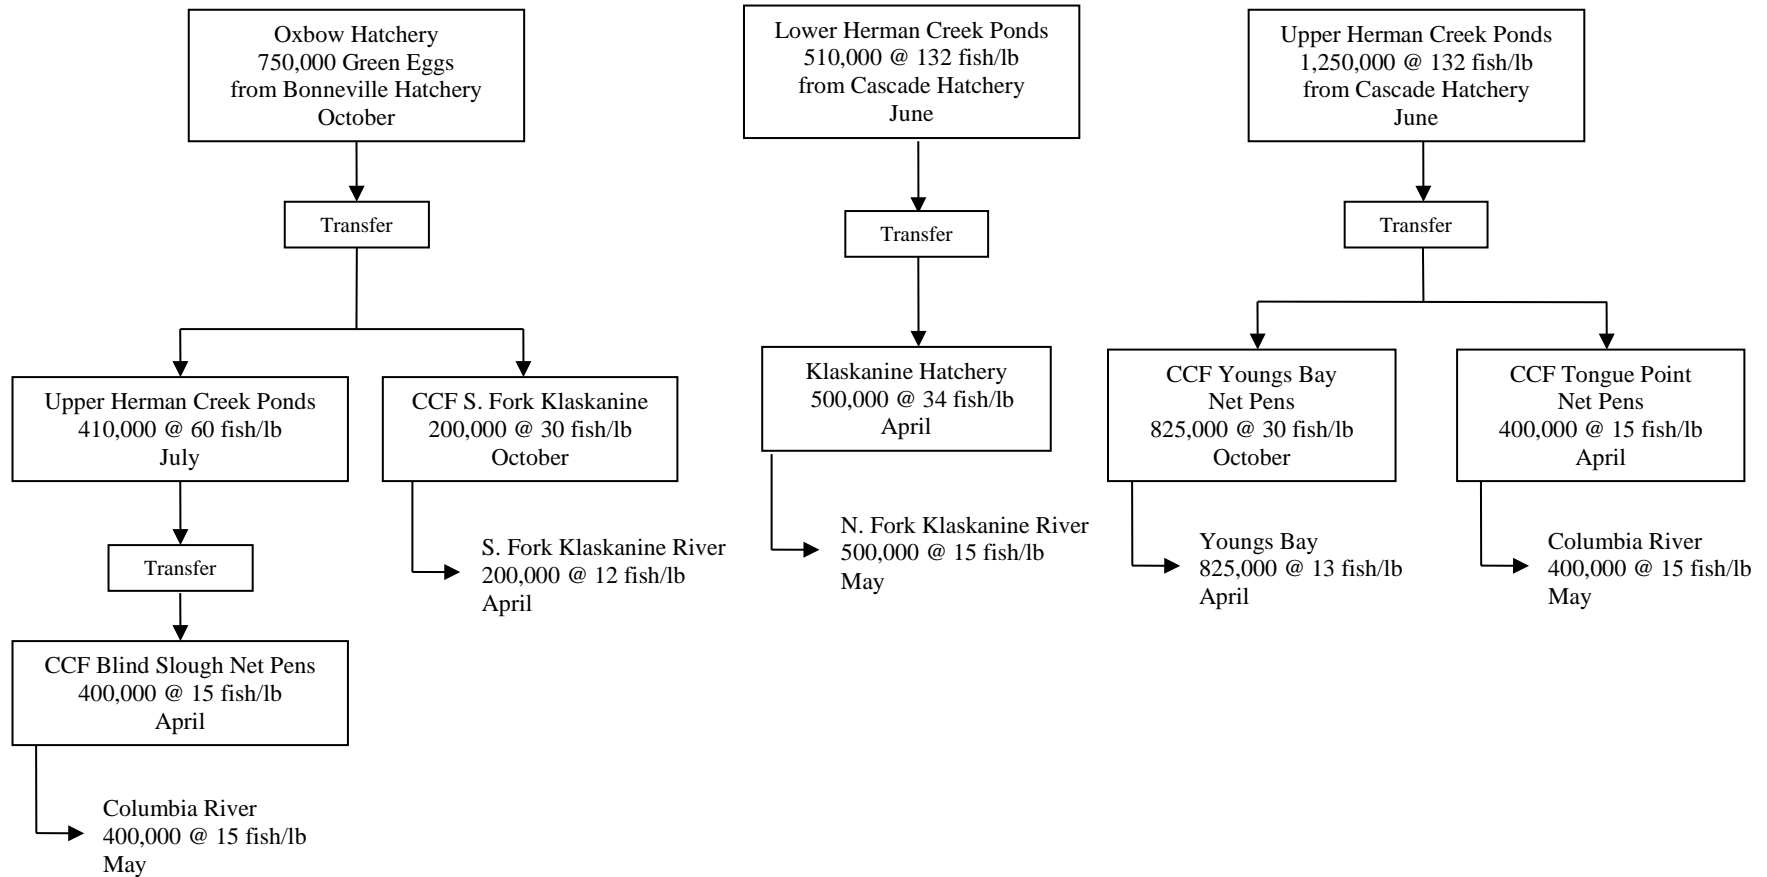 Oxbow Hatchery
750,000 Green Eggs
from Bonneville Hatchery
October
Transfer
Upper Herman Creek Ponds
410,000 @ 60 fish/lb
July
CCF S. Fork Klaskanine
200,000 @ 30 fish/lb
October
S. Fork Klaskanine River
200,000 @ 12 fish/lb
April
Transfer
CCF Blind Slough Net Pens
400,000 @ 15 fish/lb
April
Columbia River
400,000 @ 15 fish/lb
May
Lower Herman Creek Ponds
510,000 @ 132 fish/lb
from Cascade Hatchery
June
Transfer
Klaskanine Hatchery
500,000 @ 34 fish/lb
April
N. Fork Klaskanine River
500,000 @ 15 fish/lb
May
Upper Herman Creek Ponds
1,250,000 @ 132 fish/lb
from Cascade Hatchery
June
Transfer
CCF Youngs Bay
Net Pens
825,000 @ 30 fish/lb
October
Youngs Bay
825,000 @ 13 fish/lb
April
CCF Tongue Point
Net Pens
400,000 @ 15 fish/lb
April
Columbia River
400,000 @ 15 fish/lb
May